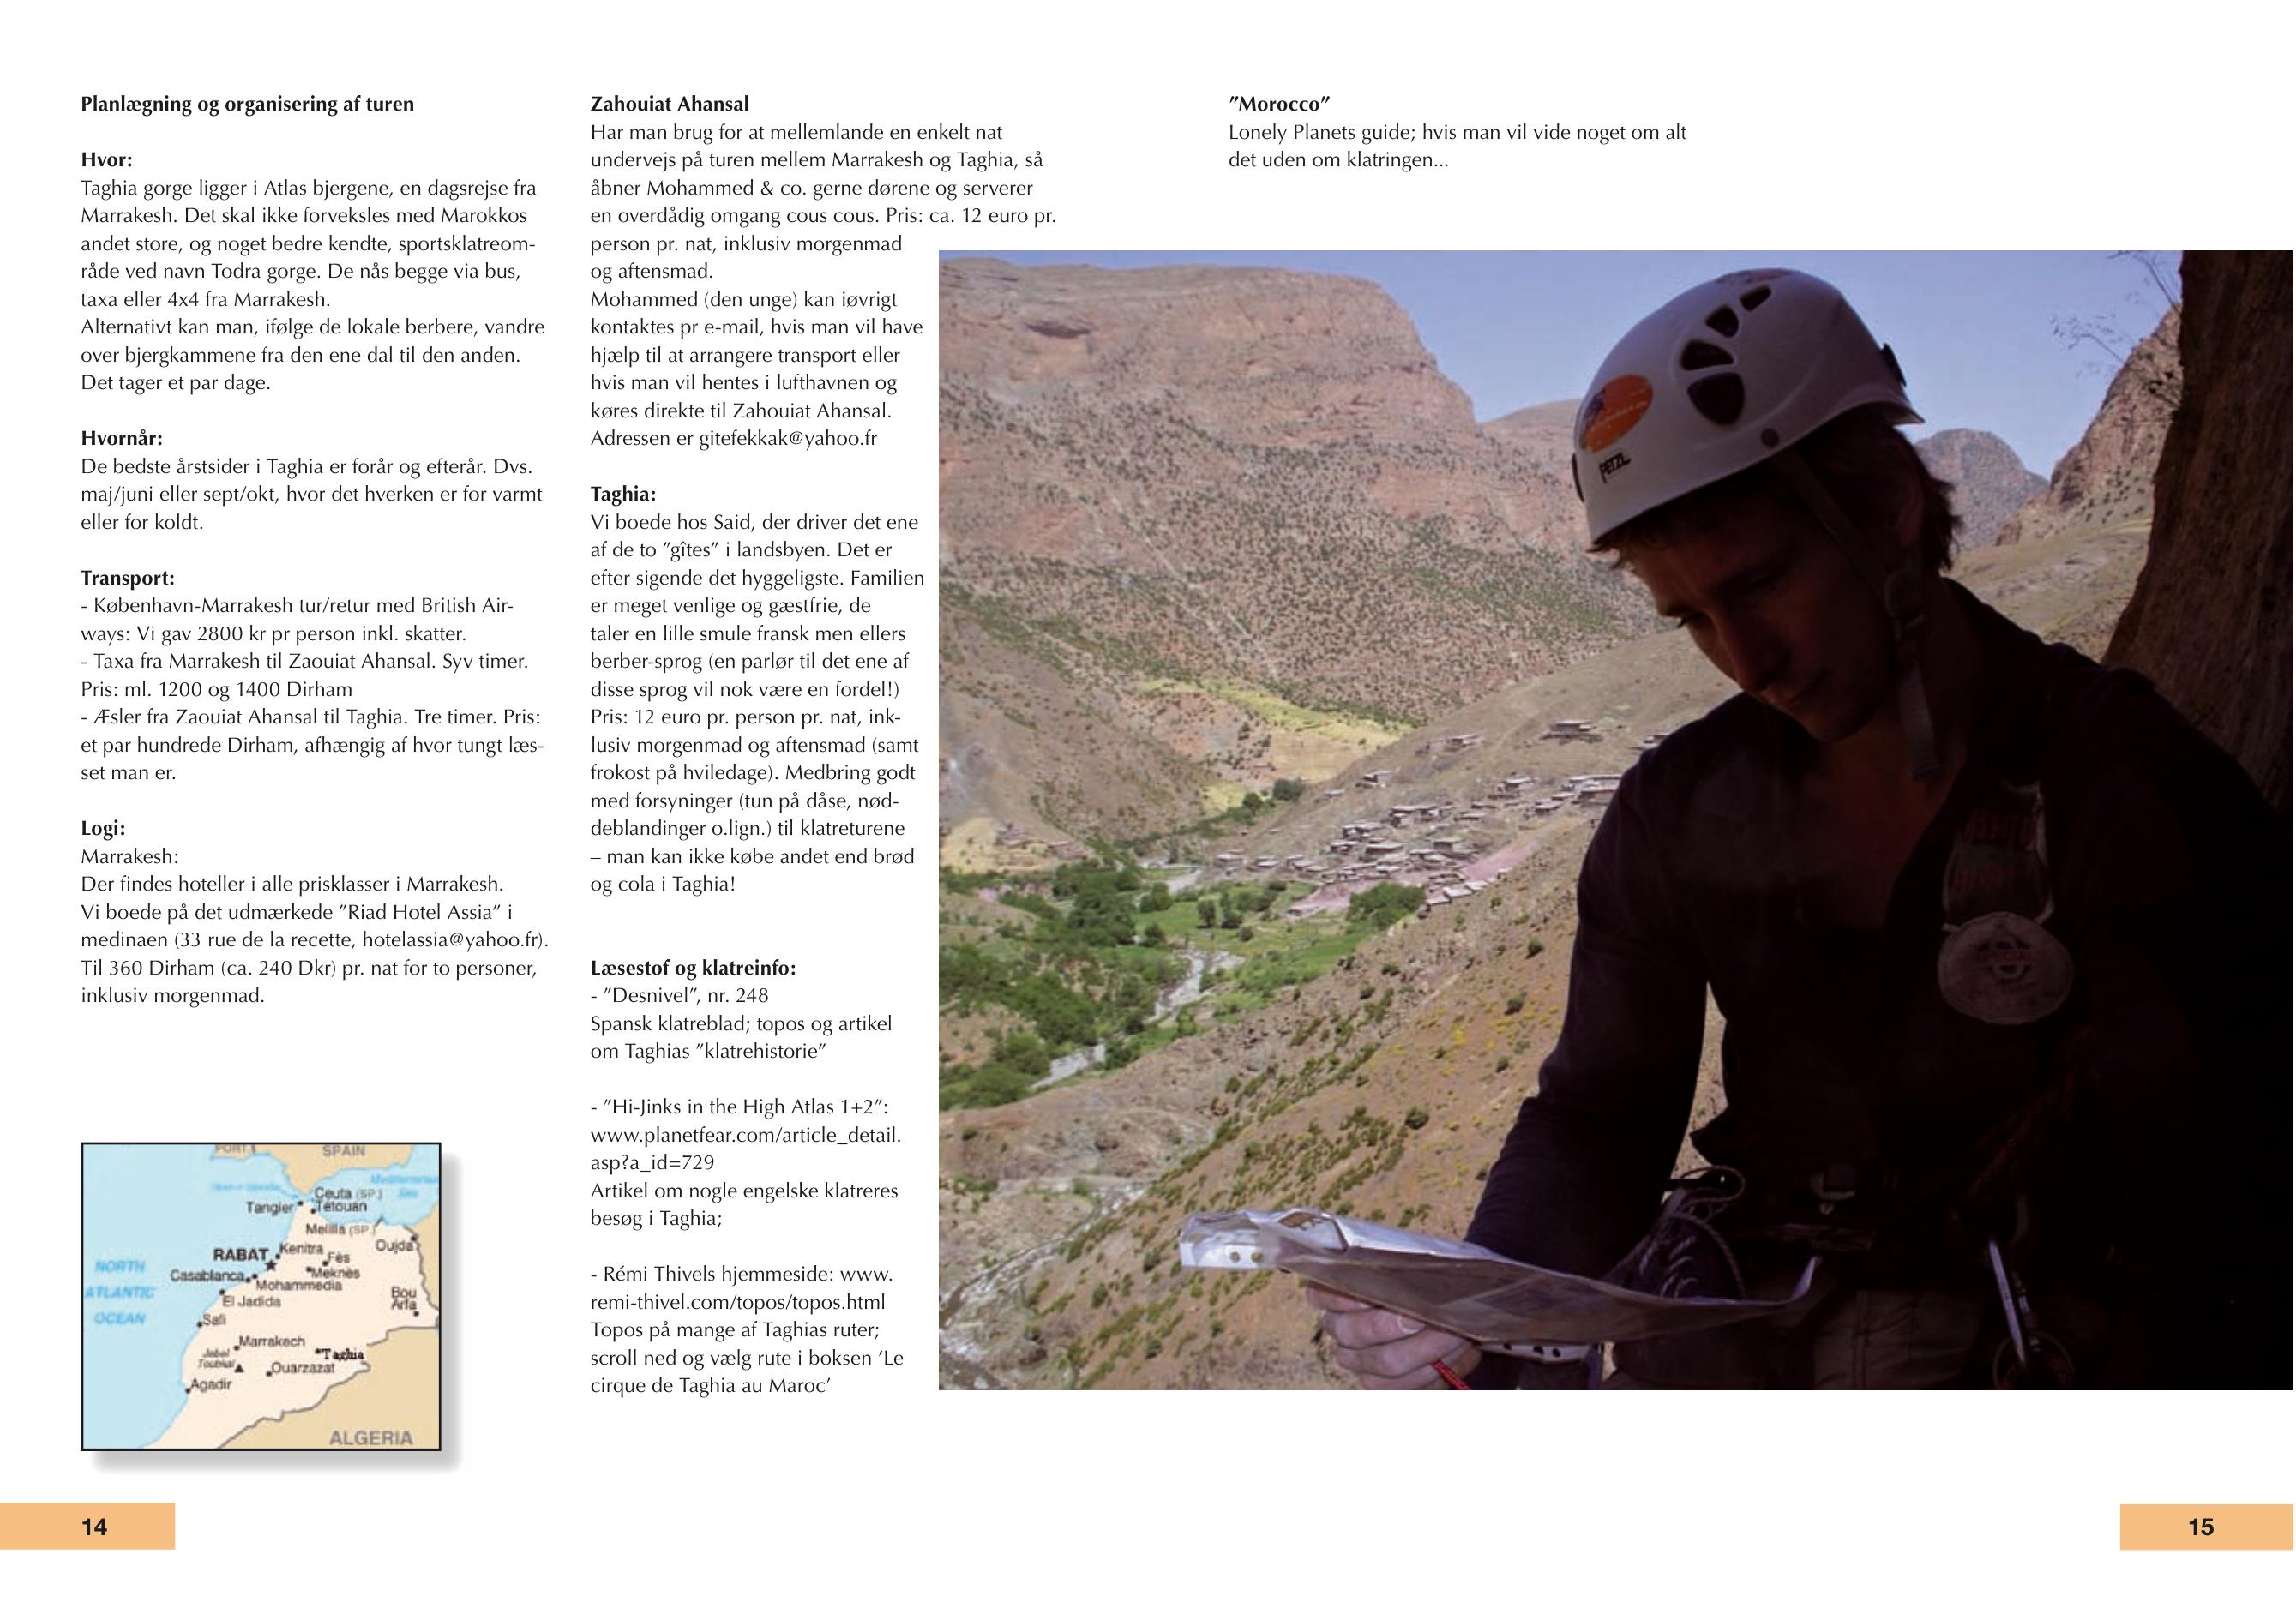 Planlægning og organisering af turen
Hvor:
Taghia gorge ligger i Atlas bjergene, en dagsrejse fra
Marrakesh. Det skal ikke forveksles med Marokkos
andet store, og noget bedre kendte, sportsklatreom-
råde ved navn Todra gorge. De nås begge via bus,
taxa eller 4x4 fra Marrakesh.
Alternativt kan man, ifølge de lokale berbere, vandre
over bjergkammene fra den ene dal til den anden.
Det tager et par dage.
Hvornår:
De bedste årstsider i Taghia er forår og efterår. Dvs.
maj/juni eller sept/okt, hvor det hverken er for varmt
eller for koldt.
Transport:
- København-Marrakesh tur/retur med British Air-
ways: Vi gav 2800 kr pr person inkl. skatter.
- Taxa fra Marrakesh til Zaouiat Ahansal. Syv timer.
Pris: ml. 1200 og 1400 Dirham
- Æsler fra Zaouiat Ahansal til Taghia. Tre timer. Pris:
et par hundrede Dirham, afhængig af hvor tungt læs-
set man er.
Logi:
Marrakesh:
Der findes hoteller i alle prisklasser i Marrakesh.
Vi boede på det udmærkede ”Riad Hotel Assia” i
medinaen (33 rue de la recette, hotelassia@yahoo.fr).
Til 360 Dirham (ca. 240 Dkr) pr. nat for to personer,
inklusiv morgenmad.
PORT.
SPAIN
Ceuta (SP.)
Tangier
Tétouan
Melilla (SP.)
RABAT
Kenitra
Fès
Oujda
Casablanca
Meknès
Mohammedia
NORTH
ATLANTIC
OCEAN
El Jadida
Bou
Arfa
Safi
Marrakech
Jebel
Toubkal
Taghia
Ouarzazat
Agadir
ALGERIA
14
Zahouiat Ahansal
Har man brug for at mellemlande en enkelt nat
undervejs på turen mellem Marrakesh og Taghia, så
åbner Mohammed & co. gerne dørene og serverer
en overdådig omgang cous cous. Pris: ca. 12 euro pr.
person pr. nat, inklusiv morgenmad
og aftensmad.
Mohammed (den unge) kan iøvrigt
kontaktes pr e-mail, hvis man vil have
hjælp til at arrangere transport eller
hvis man vil hentes i lufthavnen og
køres direkte til Zahouiat Ahansal.
Adressen er gitefekkak@yahoo.fr
Taghia:
Vi boede hos Said, der driver det ene
af de to ”gîtes” i landsbyen. Det er
efter sigende det hyggeligste. Familien
er meget venlige og gæstfrie, de
taler en lille smule fransk men ellers
berber-sprog (en parlør til det ene af
disse sprog vil nok være en fordel!)
Pris: 12 euro pr. person pr. nat, ink-
lusiv morgenmad og aftensmad (samt
frokost på hviledage). Medbring godt
med forsyninger (tun på dåse, nød-
deblandinger o.lign.) til klatreturene
– man kan ikke købe andet end brød
og cola i Taghia!
Læsestof og klatreinfo:
- ”Desnivel”, nr. 248
Spansk klatreblad; topos og artikel
om Taghias ”klatrehistorie”
- ”Hi-Jinks in the High Atlas 1+2”:
www.planetfear.com/article_detail.
asp?a_id=729
Artikel om nogle engelske klatreres
besøg i Taghia;
- Rémi Thivels hjemmeside: www.
remi-thivel.com/topos/topos.html
Topos på mange af Taghias ruter;
scroll ned og vælg rute i boksen ’Le
cirque de Taghia au Maroc’
”Morocco”
Lonely Planets guide; hvis man vil vide noget om alt
det uden om klatringen...
PETZL
15